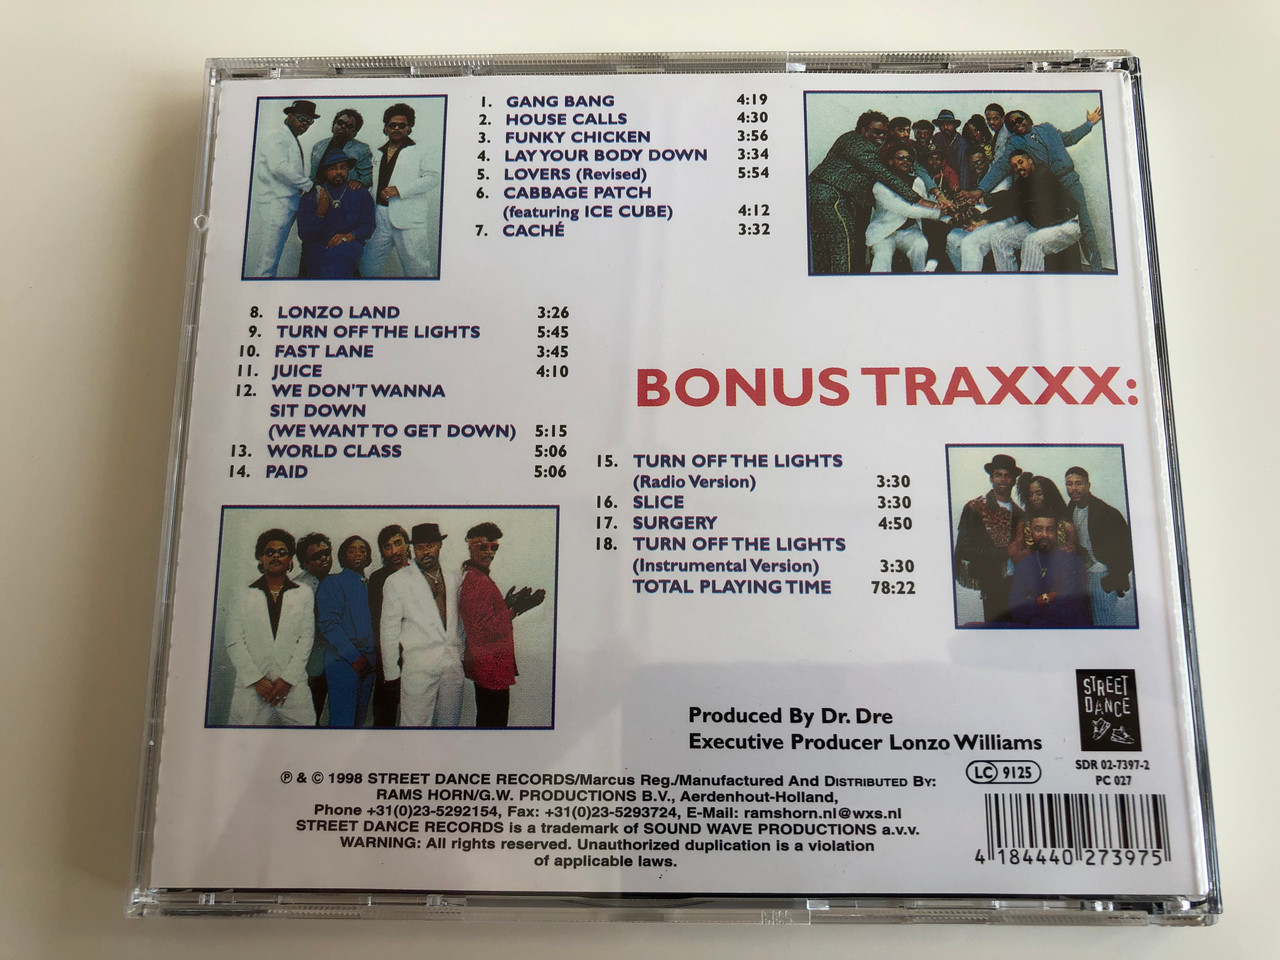 1. GANG BANG 4:19
2. HOUSE CALLS 4:30
3. FUNKY CHICKEN 3:56
4. LAY YOUR BODY DOWN 3:34
5. LOVERS (Revised) 5:54
6. CABBAGE PATCH
(featuring ICE CUBE) 4:12
7. CACHÉ 3:32
8. LONZO LAND 3:26
9. TURN OFF THE LIGHTS 5:45
10. FAST LANE 3:45
11. JUICE 4:10
12. WE DON'T WANNA
SIT DOWN
(WE WANT TO GET DOWN) 5:15
13. WORLD CLASS 5:06
14. PAID 5:06
BONUS TRAXXX:
15. TURN OFF THE LIGHTS
(Radio Version) 3:30
16. SLICE 3:30
17. SURGERY 4:50
18. TURN OFF THE LIGHTS
(Instrumental Version) 3:30
TOTAL PLAYING TIME 78:22
STREET
DANCE
Produced By Dr. Dre
Executive Producer Lonzo Williams
LC 9125
SDR 02-7397-2
PC 027
℗ & © 1998 STREET DANCE RECORDS/Marcus Reg./Manufactured And DISTRIBUTED BY:
RAMS HORN/G.W. PRODUCTIONS B.V., Aerdenhout-Holland,
Phone +31(0)23-5292154, Fax: +31(0)23-5293724, E-Mail: ramshorn.nl@wxs.nl
STREET DANCE RECORDS is a trademark of SOUND WAVE PRODUCTIONS a.v.v.
WARNING: All rights reserved. Unauthorized duplication is a violation
of applicable laws.
4 184440 273975